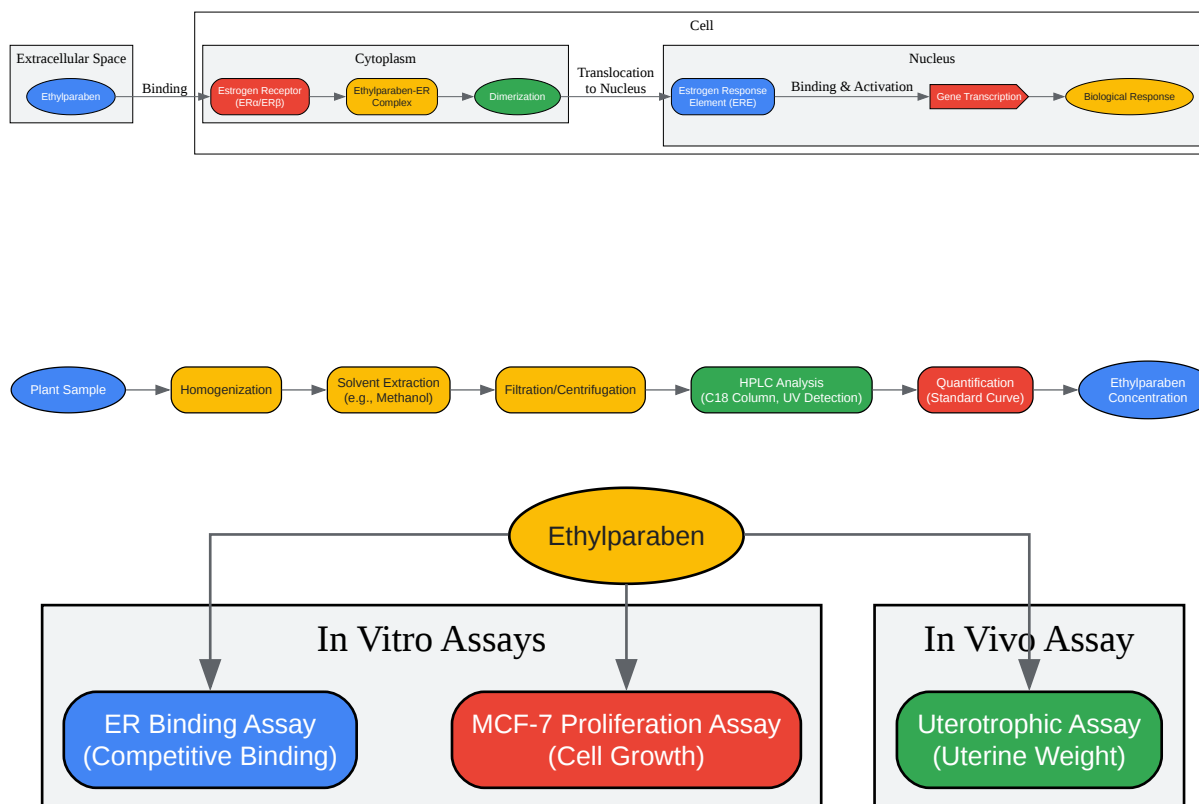 Cell
Extracellular Space
Cytoplasm
Nucleus
Ethylparaben
Binding
Estrogen Receptor
(ERα/ERβ)
Ethylparaben-ER
Complex
Dimerization
Translocation
to Nucleus
Estrogen Response
Element (ERE)
Binding & Activation
Gene Transcription
Biological Response
Plant Sample
Homogenization
Solvent Extraction
(e.g., Methanol)
Filtration/Centrifugation
HPLC Analysis
(C18 Column, UV Detection)
Quantification
(Standard Curve)
Ethylparaben
Concentration
Ethylparaben
In Vitro Assays
In Vivo Assay
ER Binding Assay
(Competitive Binding)
MCF-7 Proliferation Assay
(Cell Growth)
Uterotrophic Assay
(Uterine Weight)